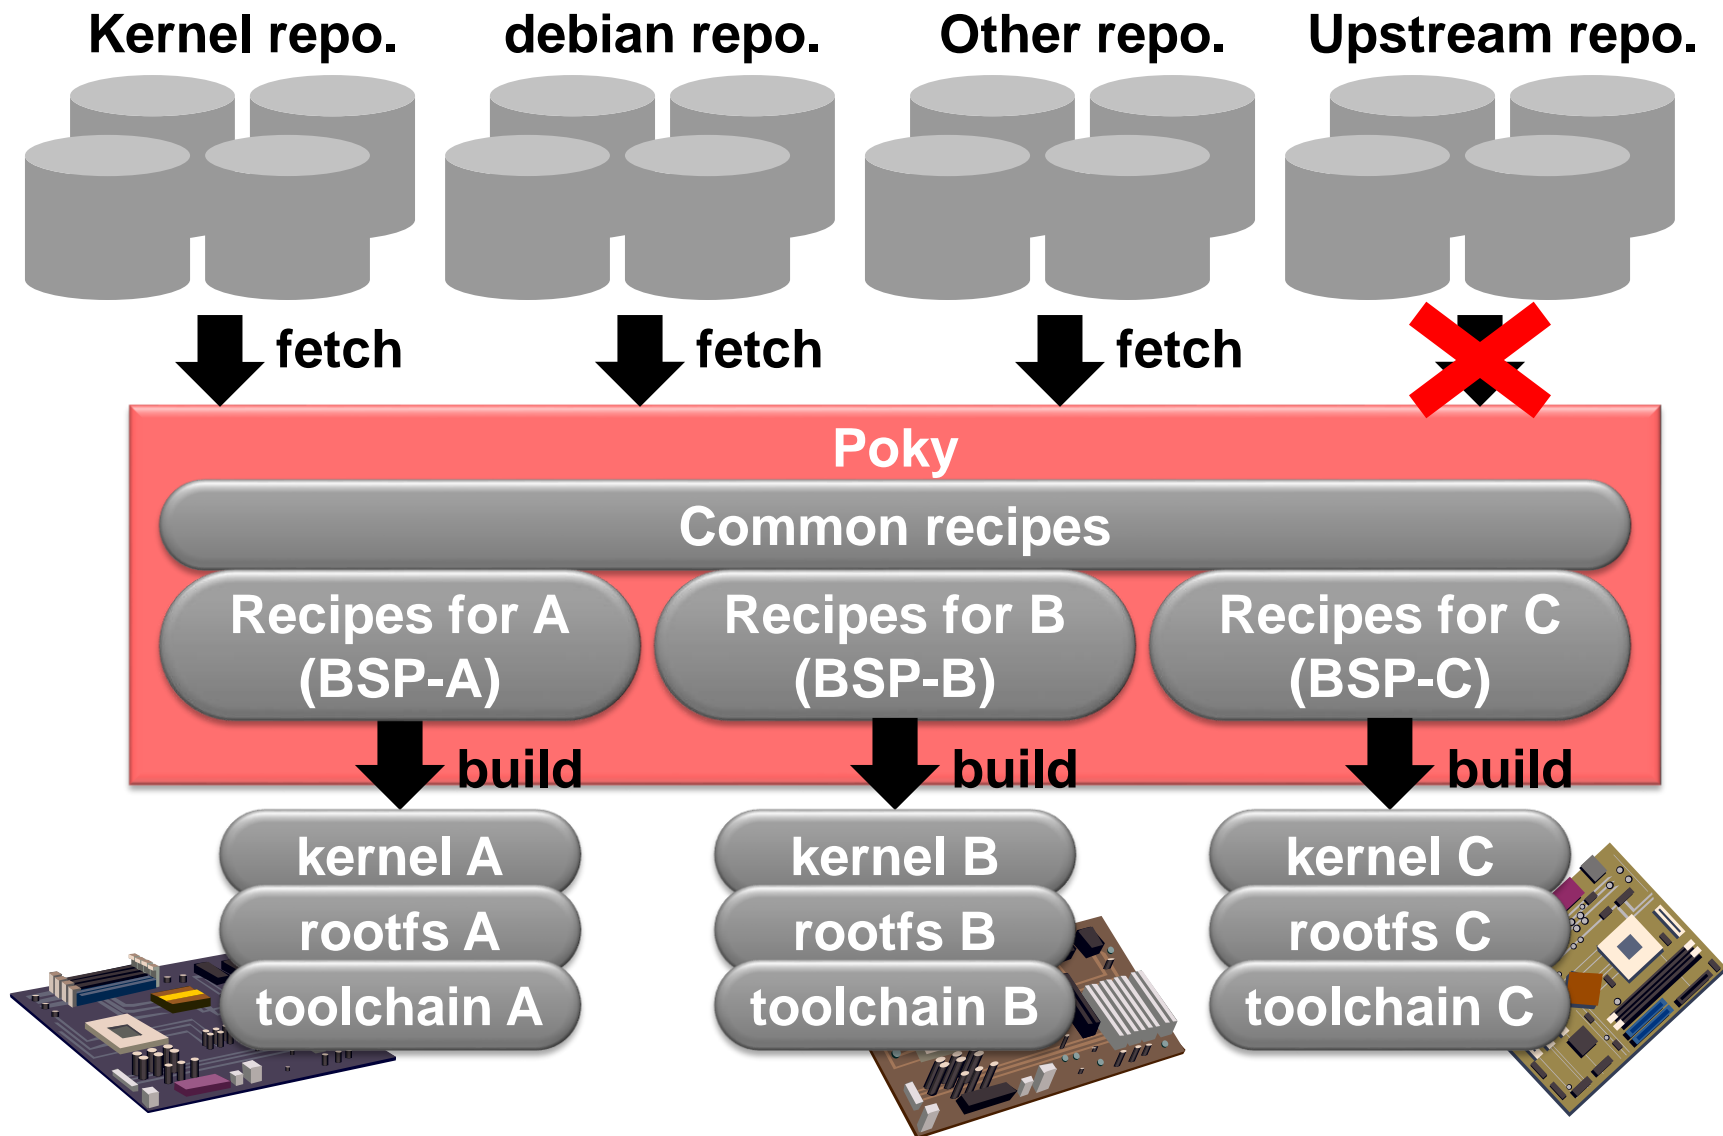 Kernel repo.
debian repo.
Other repo.
Upstream repo.
fetch
fetch
fetch
Poky
Common recipes
Recipes for A
(BSP-A)
Recipes for B
(BSP-B)
Recipes for C
(BSP-C)
build
build
build
kernel A
rootfs A
toolchain A
kernel B
rootfs B
toolchain B
kernel C
rootfs C
toolchain C